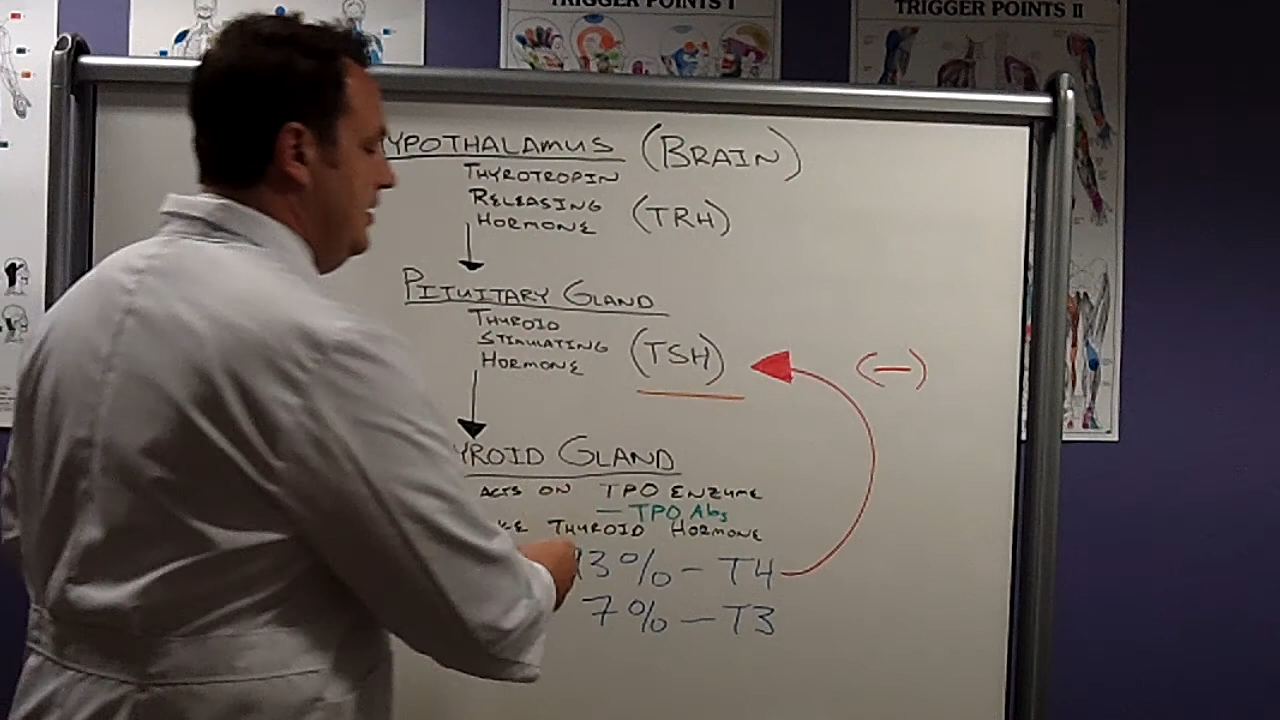 TRIGGER POINTS I
TRIGGER POINTS II
YPOTHALAMUS (BRAIN)
THYROTROPIN
RELEASING
HORMONE (TRH)
PITUITARY GLAND
THYROID
STIMULATING
HORMONE (TSH)
(—)
YROID GLAND
ACTS ON TPO ENZYME
— TPO Abs
KE THYROID HORMONE
93% — T4
7% — T3